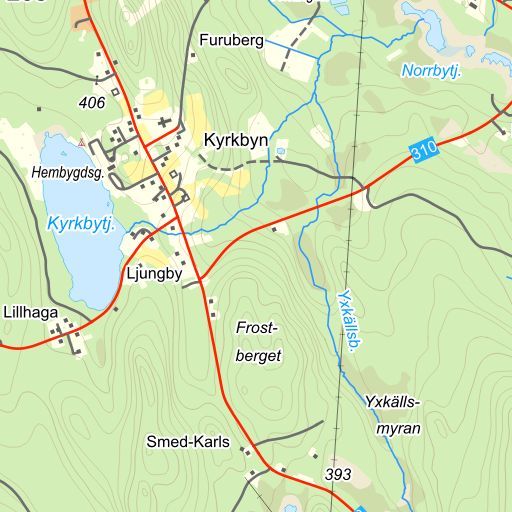 Furuberg
Norrbytj.
406
Kyrkbyn
310
Hembygdsg.
Kyrkbytj.
Ljungby
Lillhaga
Yxkällsb.
Frost-
berget
Yxkälls-
myran
Smed-Karls
393